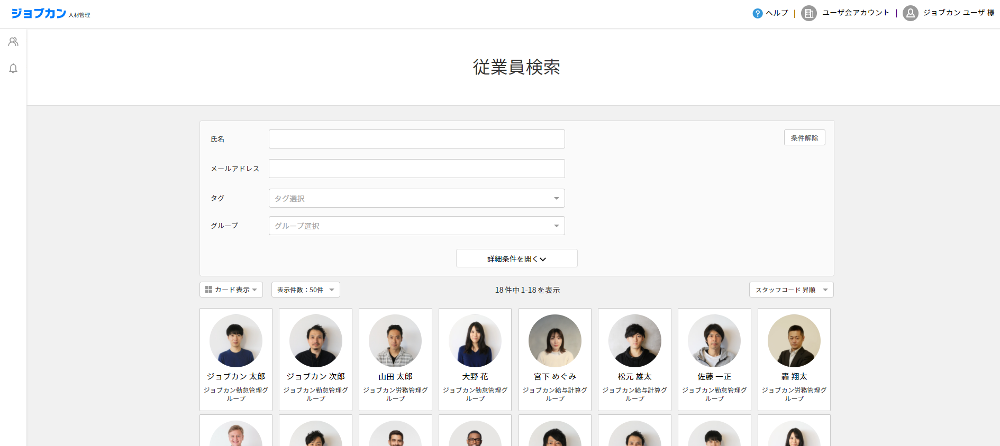 ジョブカン 人材管理
ヘルプ | ユーザ会アカウント | ジョブカン ユーザ 様
従業員検索
氏名
条件解除
メールアドレス
タグ
タグ選択
グループ
グループ選択
詳細条件を開く
カード表示
表示件数：50件
18 件中 1-18 を表示
スタッフコード 昇順
ジョブカン 太郎
ジョブカン勤怠管理グ
ループ
ジョブカン 次郎
ジョブカン勤怠管理グ
ループ
山田 太郎
ジョブカン労務管理グ
ループ
大野 花
ジョブカン勤怠管理グ
ループ
宮下 めぐみ
ジョブカン給与計算グ
ループ
松元 雄太
ジョブカン給与計算グ
ループ
佐藤 一正
ジョブカン勤怠管理グ
ループ
轟 翔太
ジョブカン労務管理グ
ループ